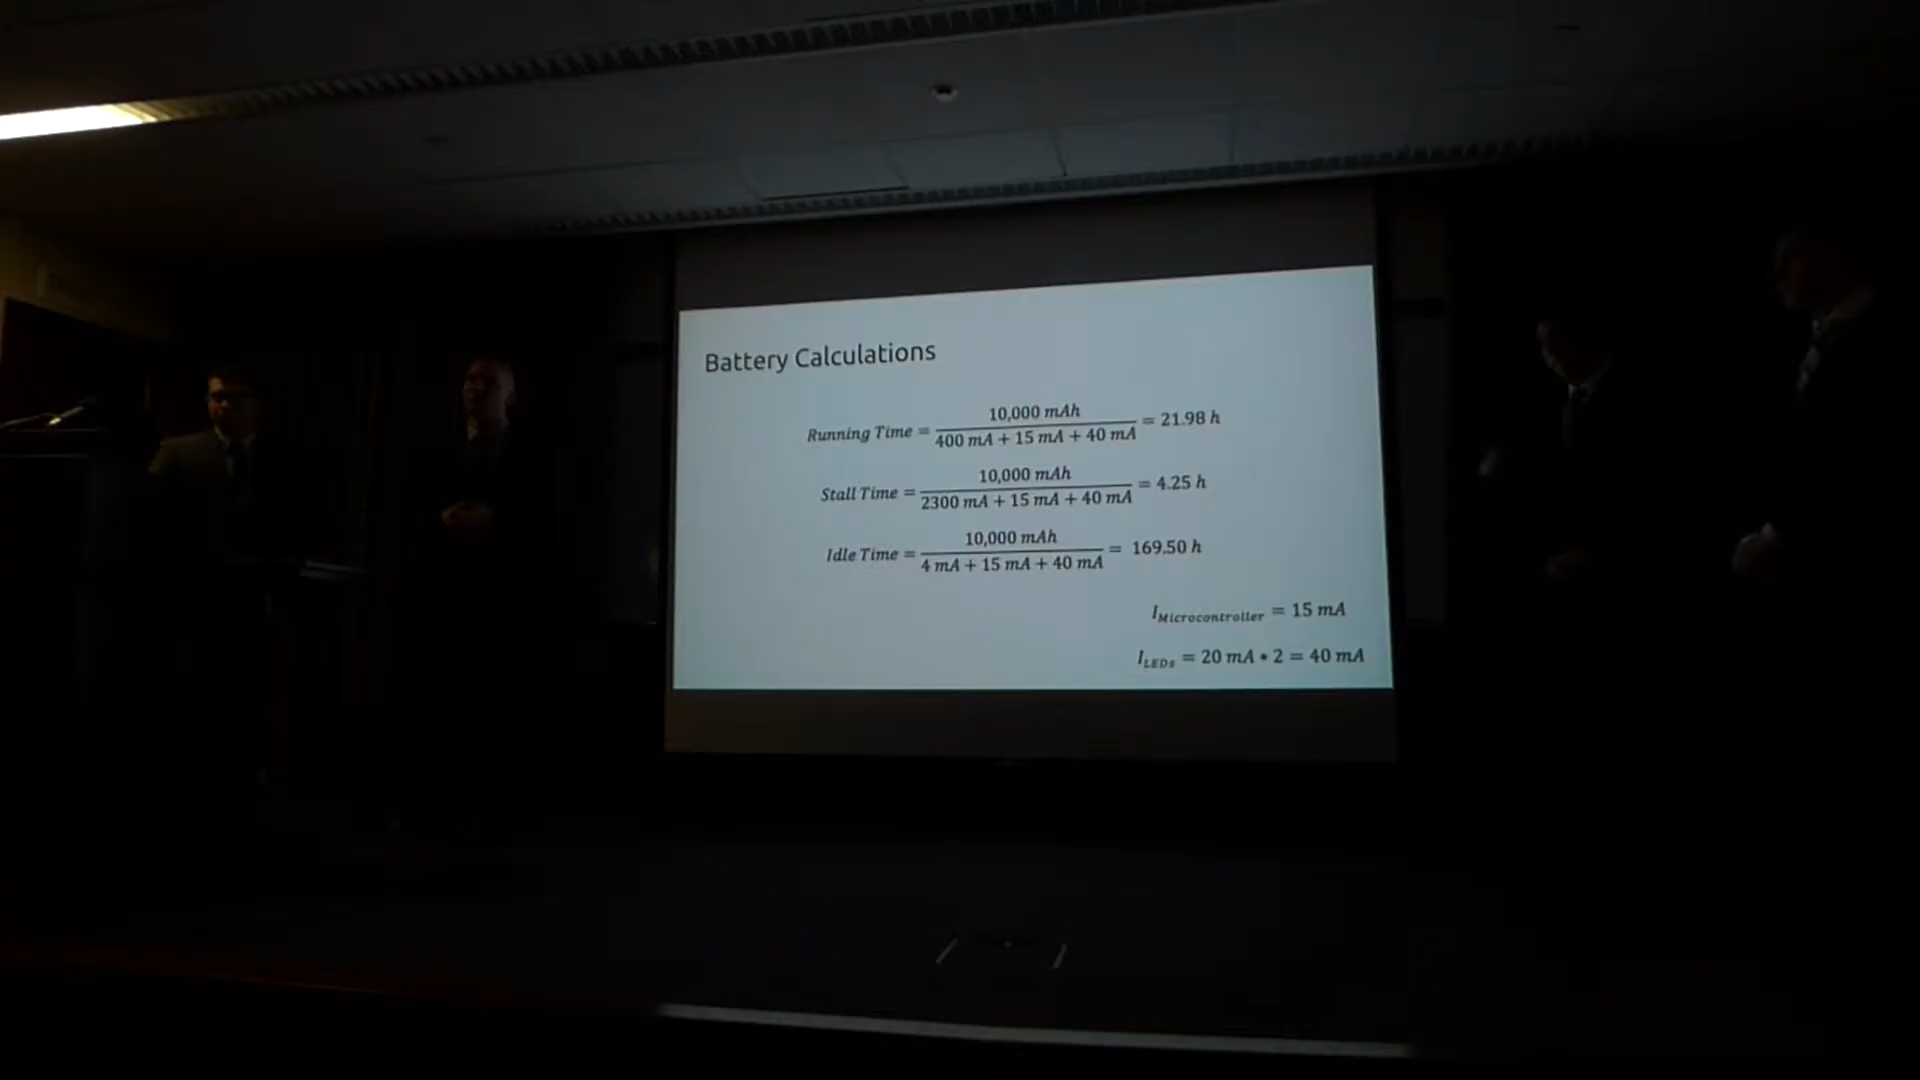 Battery Calculations
Running Time = 10,000 mAh / 400 mA + 15 mA + 40 mA = 21.98 h
Stall Time = 10,000 mAh / 2300 mA + 15 mA + 40 mA = 4.25 h
Idle Time = 10,000 mAh / 4 mA + 15 mA + 40 mA = 169.50 h
I_Microcontroller = 15 mA
I_LEDs = 20 mA * 2 = 40 mA